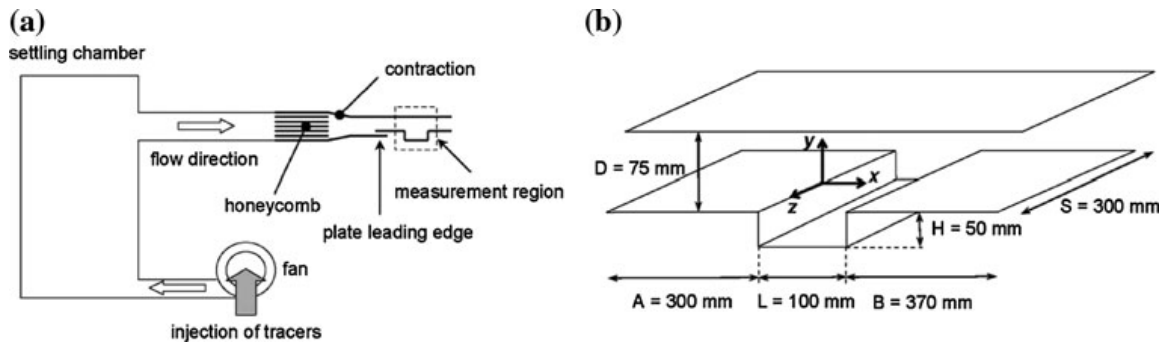 (a)
settling chamber
contraction
flow direction
honeycomb
measurement region
plate leading edge
fan
injection of tracers
(b)
y
D = 75 mm
x
z
S = 300 mm
H = 50 mm
A = 300 mm
L = 100 mm
B = 370 mm